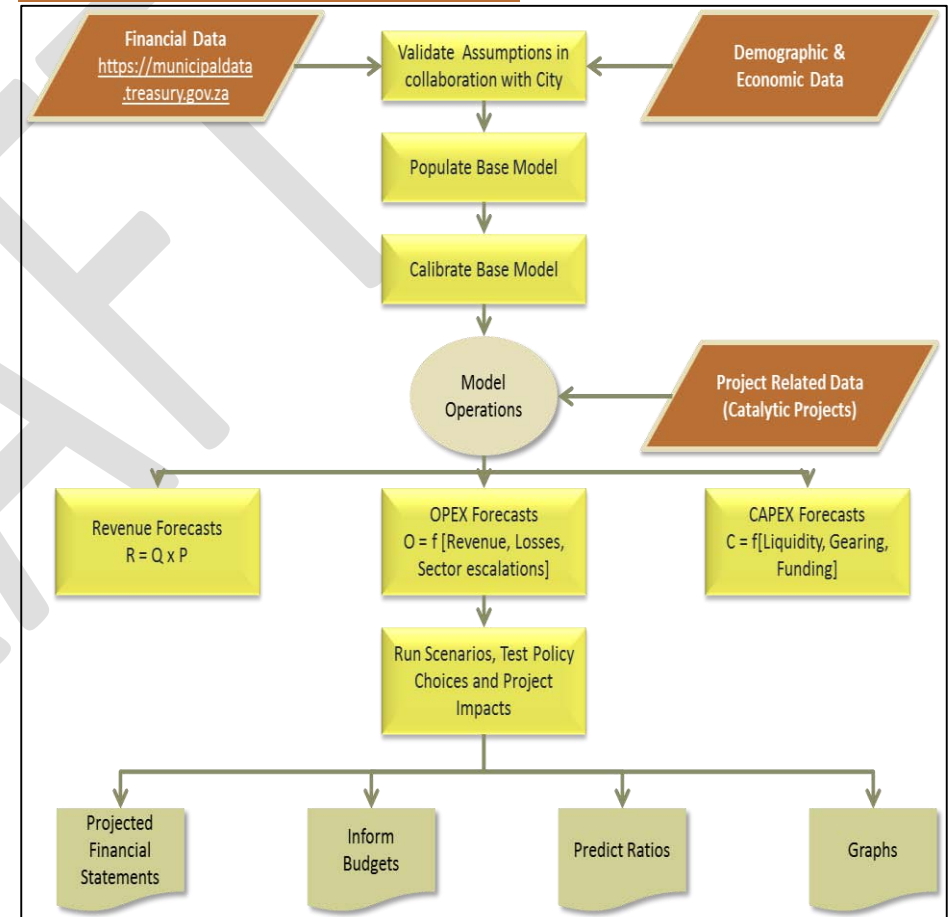 Financial Data
https://municipaldata
.treasury.gov.za
Validate Assumptions in
collaboration with City
Demographic &
Economic Data
Populate Base Model
Calibrate Base Model
Model
Operations
Project Related Data
(Catalytic Projects)
Revenue Forecasts
R = Q x P
OPEX Forecasts
O = f [Revenue, Losses,
Sector escalations]
CAPEX Forecasts
C = f[Liquidity, Gearing,
Funding]
Run Scenarios, Test Policy
Choices and Project
Impacts
Projected
Financial
Statements
Inform
Budgets
Predict Ratios
Graphs